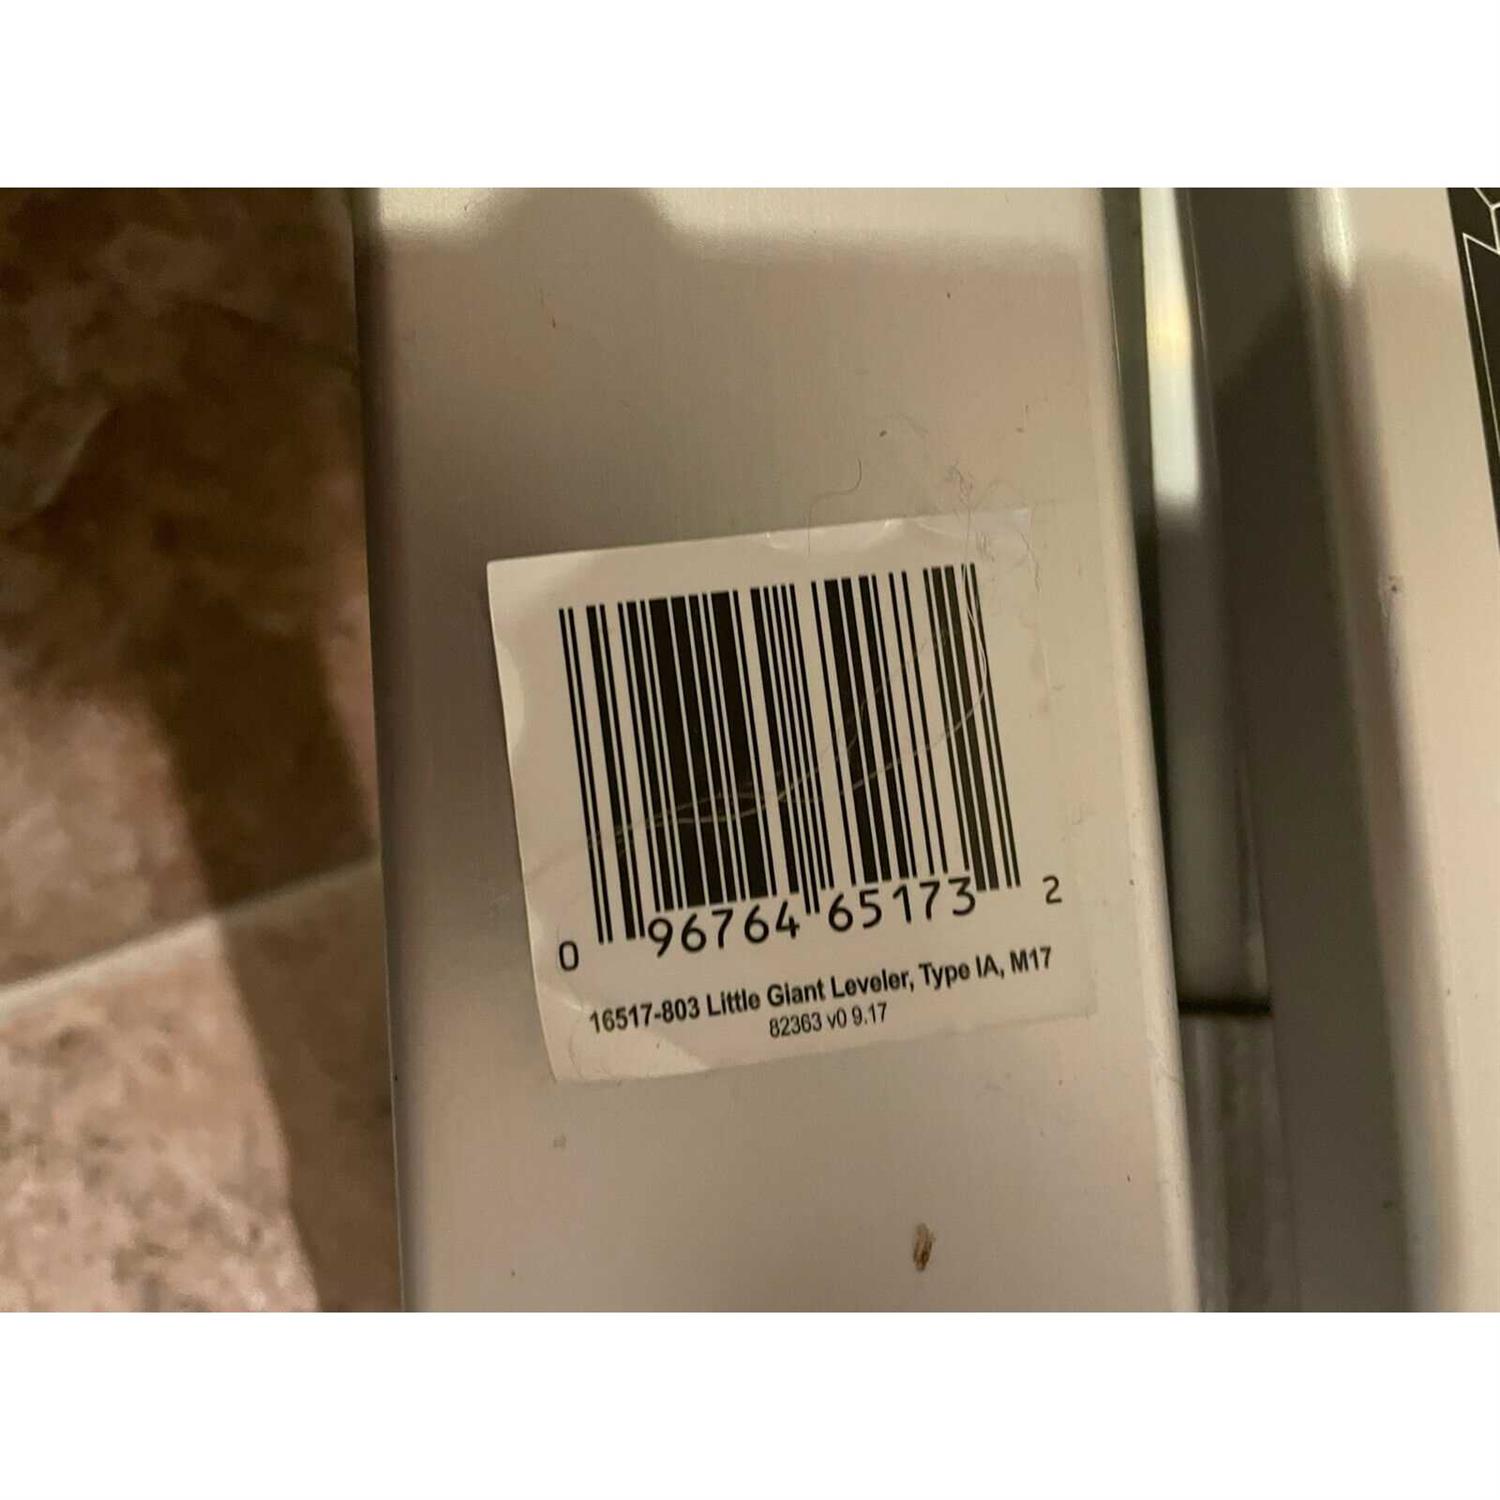 0 96764 65173 2
16517-803 Little Giant Leveler, Type IA, M17
82363 v0 9.17